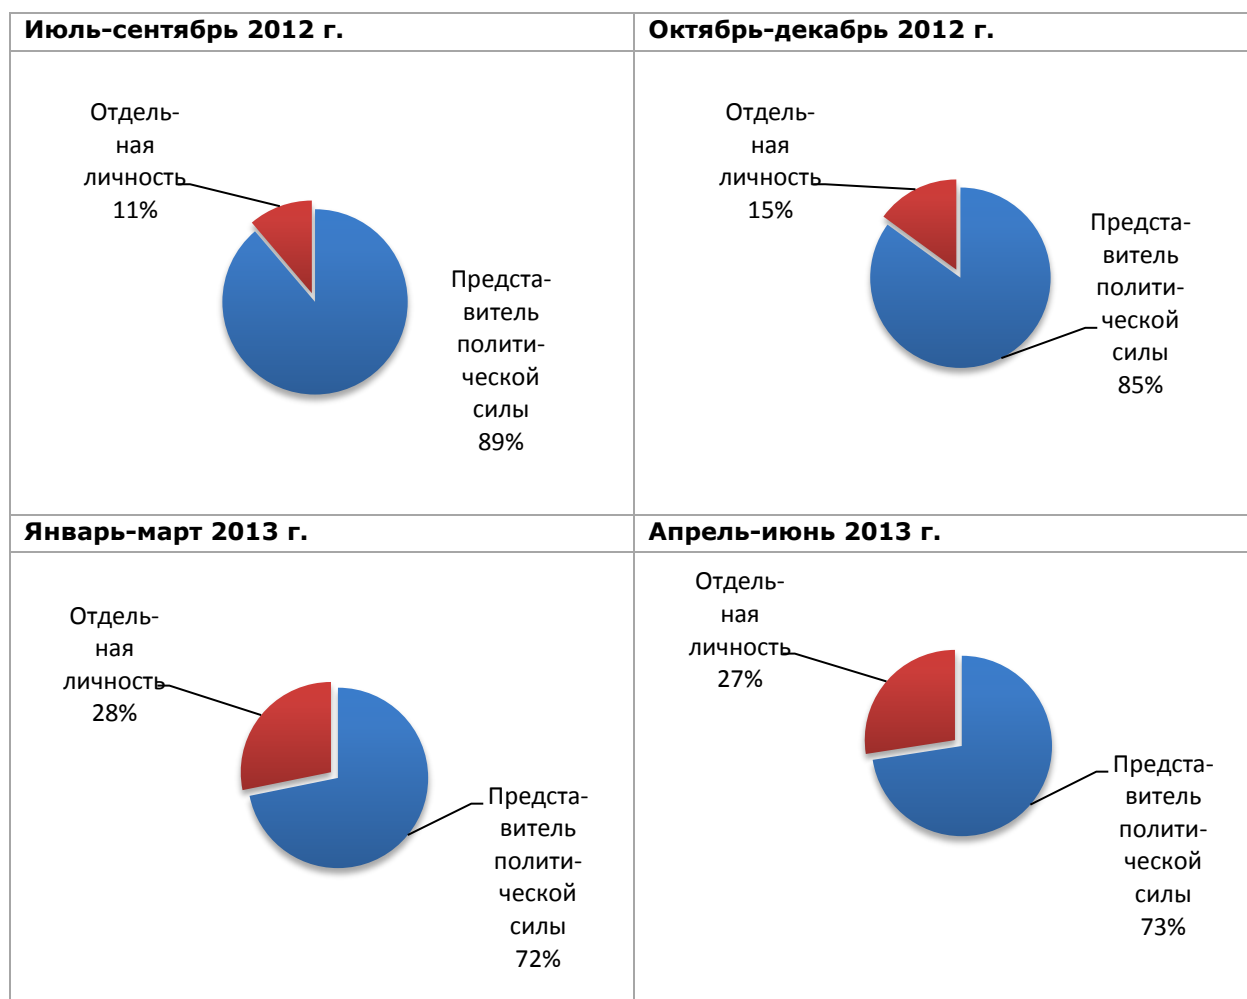 Июль-сентябрь 2012 г.
Отдель-
ная
личность
11%
Предста-
витель
полити-
ческой
силы
89%
Октябрь-декабрь 2012 г.
Отдель-
ная
личность
15%
Предста-
витель
полити-
ческой
силы
85%
Январь-март 2013 г.
Отдель-
ная
личность
28%
Предста-
витель
полити-
ческой
силы
72%
Апрель-июнь 2013 г.
Отдель-
ная
личность
27%
Предста-
витель
полити-
ческой
силы
73%